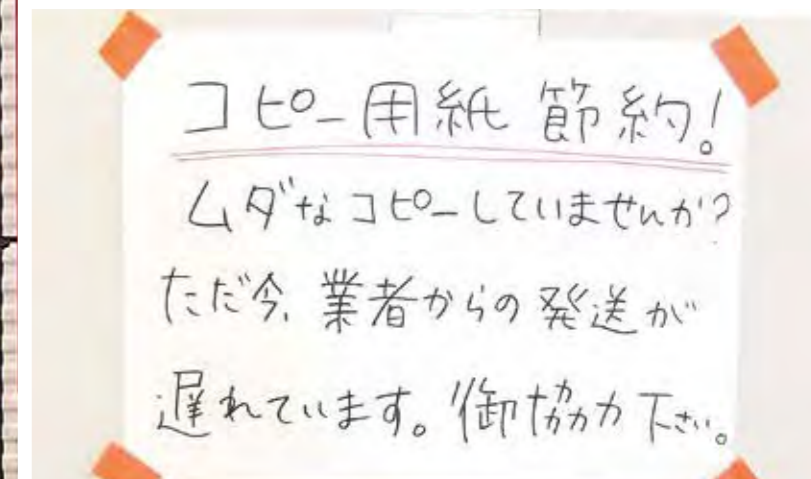 コピー用紙 節約!
ムダなコピーしていませんか?
ただ今、業者からの発送が
遅れています。御協力下さい。